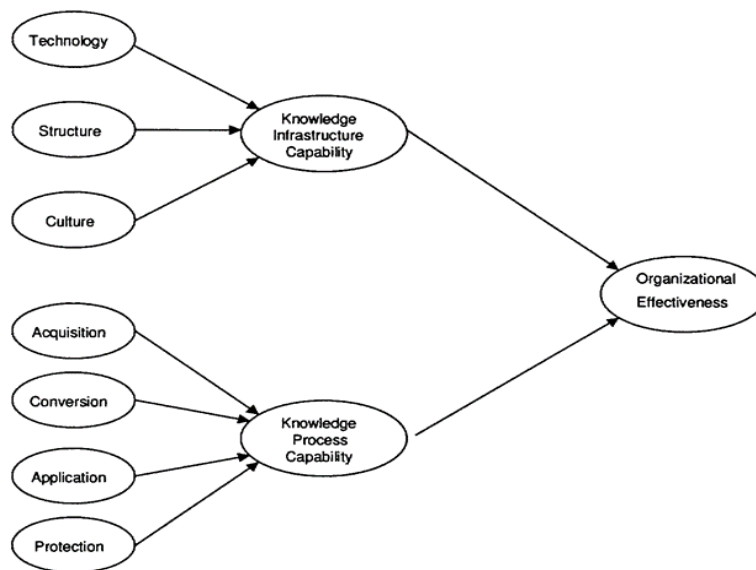 Technology
Structure
Culture
Knowledge
Infrastructure
Capability
Organizational
Effectiveness
Acquisition
Conversion
Application
Protection
Knowledge
Process
Capability